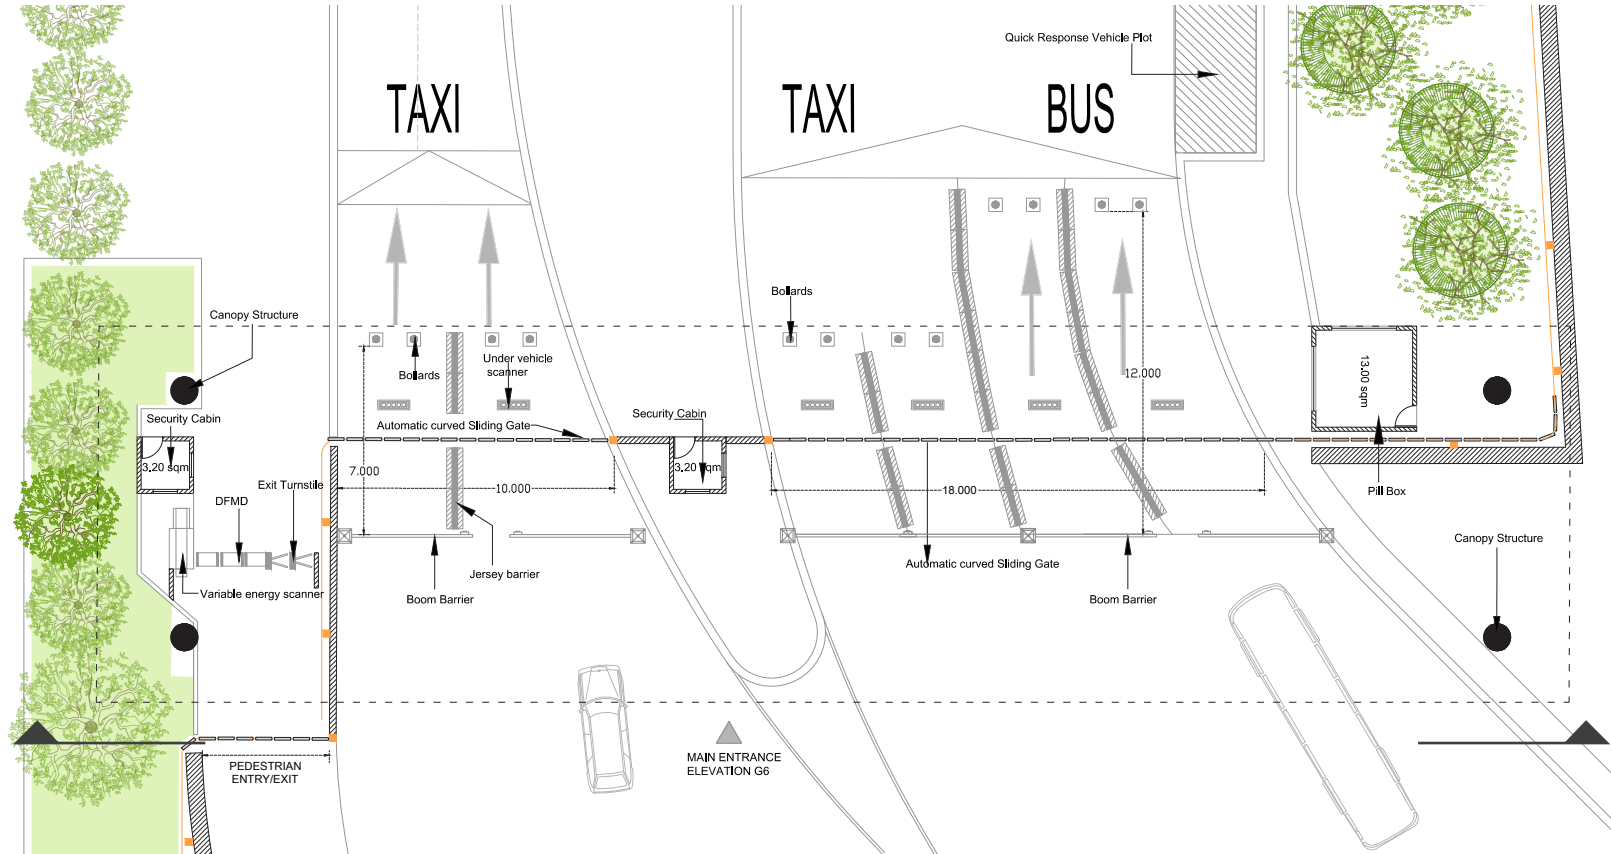 Quick Response Vehicle Plot
TAXI
TAXI
BUS
Canopy Structure
Bollards
Bollards
Under vehicle
scanner
12.000
13.00 sqm
Security Cabin
Automatic curved Sliding Gate
Security Cabin
3.20 sqm
7.000
10.000
3.20 sqm
18.000
Pill Box
Exit Turnstile
DFMD
Variable energy scanner
Jersey barrier
Boom Barrier
Automatic curved Sliding Gate
Boom Barrier
Canopy Structure
PEDESTRIAN
ENTRY/EXIT
MAIN ENTRANCE
ELEVATION G6